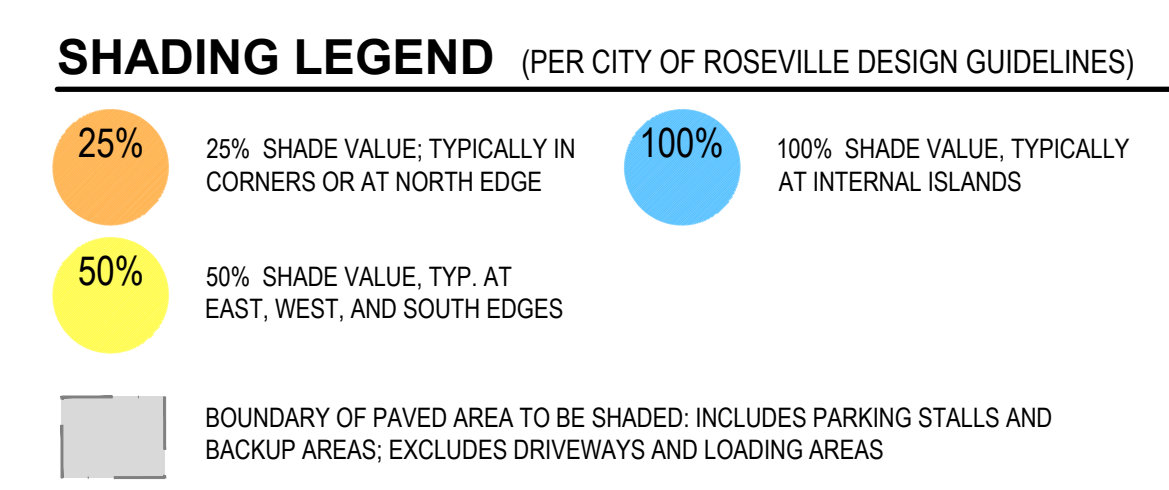 SHADING LEGEND (PER CITY OF ROSEVILLE DESIGN GUIDELINES)
25%
25% SHADE VALUE; TYPICALLY IN
CORNERS OR AT NORTH EDGE
100%
100% SHADE VALUE, TYPICALLY
AT INTERNAL ISLANDS
50%
50% SHADE VALUE, TYP. AT
EAST, WEST, AND SOUTH EDGES
BOUNDARY OF PAVED AREA TO BE SHADED: INCLUDES PARKING STALLS AND
BACKUP AREAS; EXCLUDES DRIVEWAYS AND LOADING AREAS